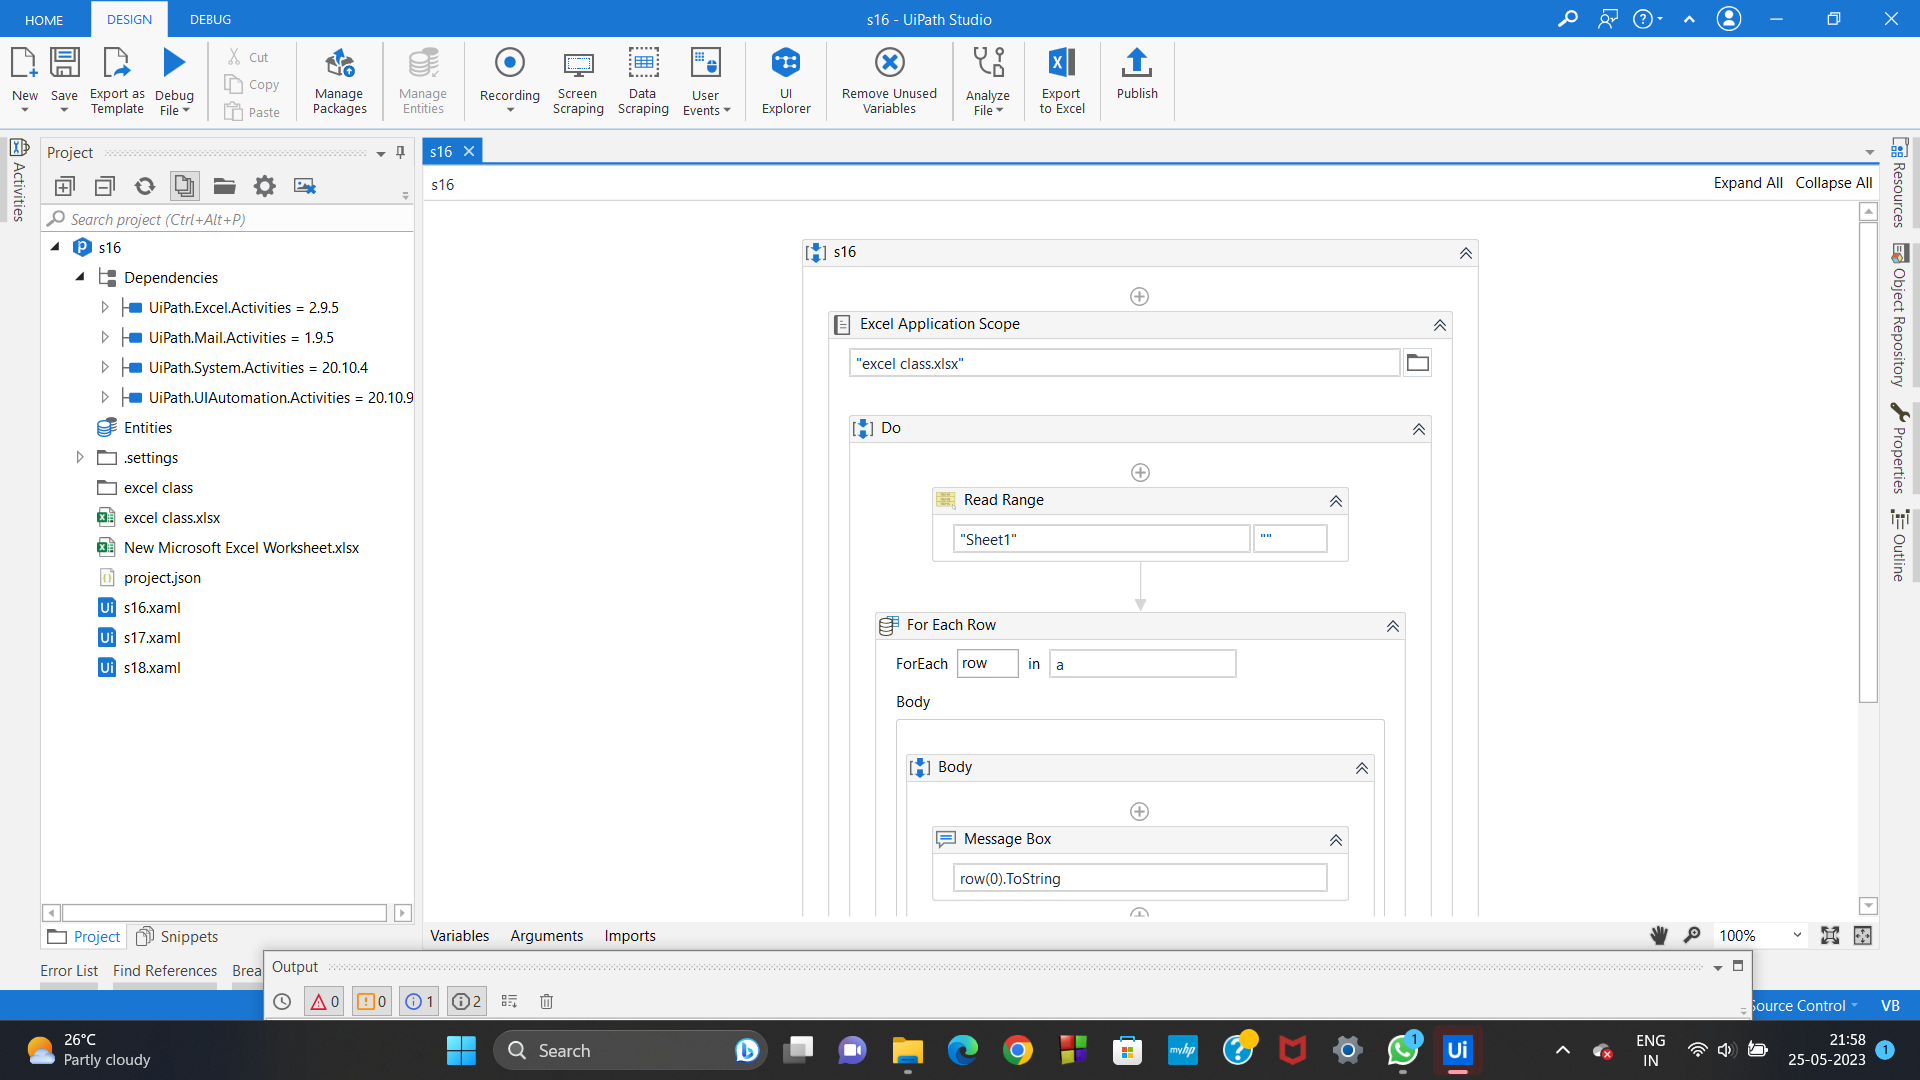 HOME DESIGN DEBUG s16 - UiPath Studio
New Save Export as Template Debug File Cut Copy Paste Manage Packages Manage Entities Recording Screen Scraping Data Scraping User Events UI Explorer Remove Unused Variables Analyze File Export to Excel Publish
Activities
Project
Search project (Ctrl+Alt+P)
s16
Dependencies
UiPath.Excel.Activities = 2.9.5
UiPath.Mail.Activities = 1.9.5
UiPath.System.Activities = 20.10.4
UiPath.UIAutomation.Activities = 20.10.9
Entities
.settings
excel class
excel class.xlsx
New Microsoft Excel Worksheet.xlsx
project.json
Ui s16.xaml
Ui s17.xaml
Ui s18.xaml
Project Snippets
s16
s16 Expand All Collapse All
s16
Excel Application Scope
"excel class.xlsx"
Do
Read Range
"Sheet1" ""
For Each Row
ForEach row in a
Body
Body
Message Box
row(0).ToString
Variables Arguments Imports 100%
Resources
Object Repository
Properties
Outline
Error List Find References Brea
Output
0 0 1 2
Source Control VB
26°C
Partly cloudy
Search
myhp
1
Ui
ENG
IN
21:58
25-05-2023
1